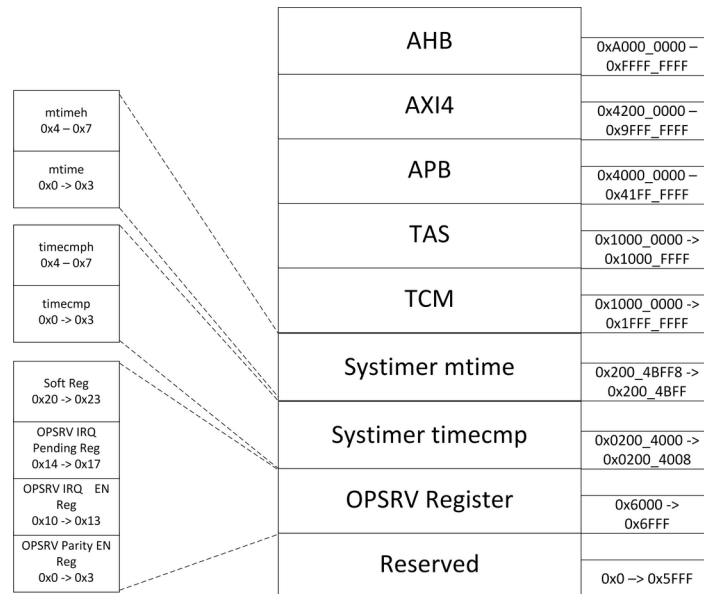 AHB
0xA000_0000 –
0xFFFF_FFFF
AXI4
0x4200_0000 –
0x9FFF_FFFF
APB
0x4000_0000 –
0x41FF_FFFF
TAS
0x1000_0000 ->
0x1000_FFFF
TCM
0x1000_0000 ->
0x1FFF_FFFF
Systimer mtime
0x200_4BFF8 ->
0x200_4BFF
Systimer timecmp
0x0200_4000 ->
0x0200_4008
OPSRV Register
0x6000 ->
0x6FFF
Reserved
0x0 –> 0x5FFF
mtimeh
0x4 – 0x7
mtime
0x0 -> 0x3
timecmph
0x4 – 0x7
timecmp
0x0 -> 0x3
Soft Reg
0x20 -> 0x23
OPSRV IRQ
Pending Reg
0x14 -> 0x17
OPSRV IRQ EN
Reg
0x10 -> 0x13
OPSRV Parity EN
Reg
0x0 -> 0x3